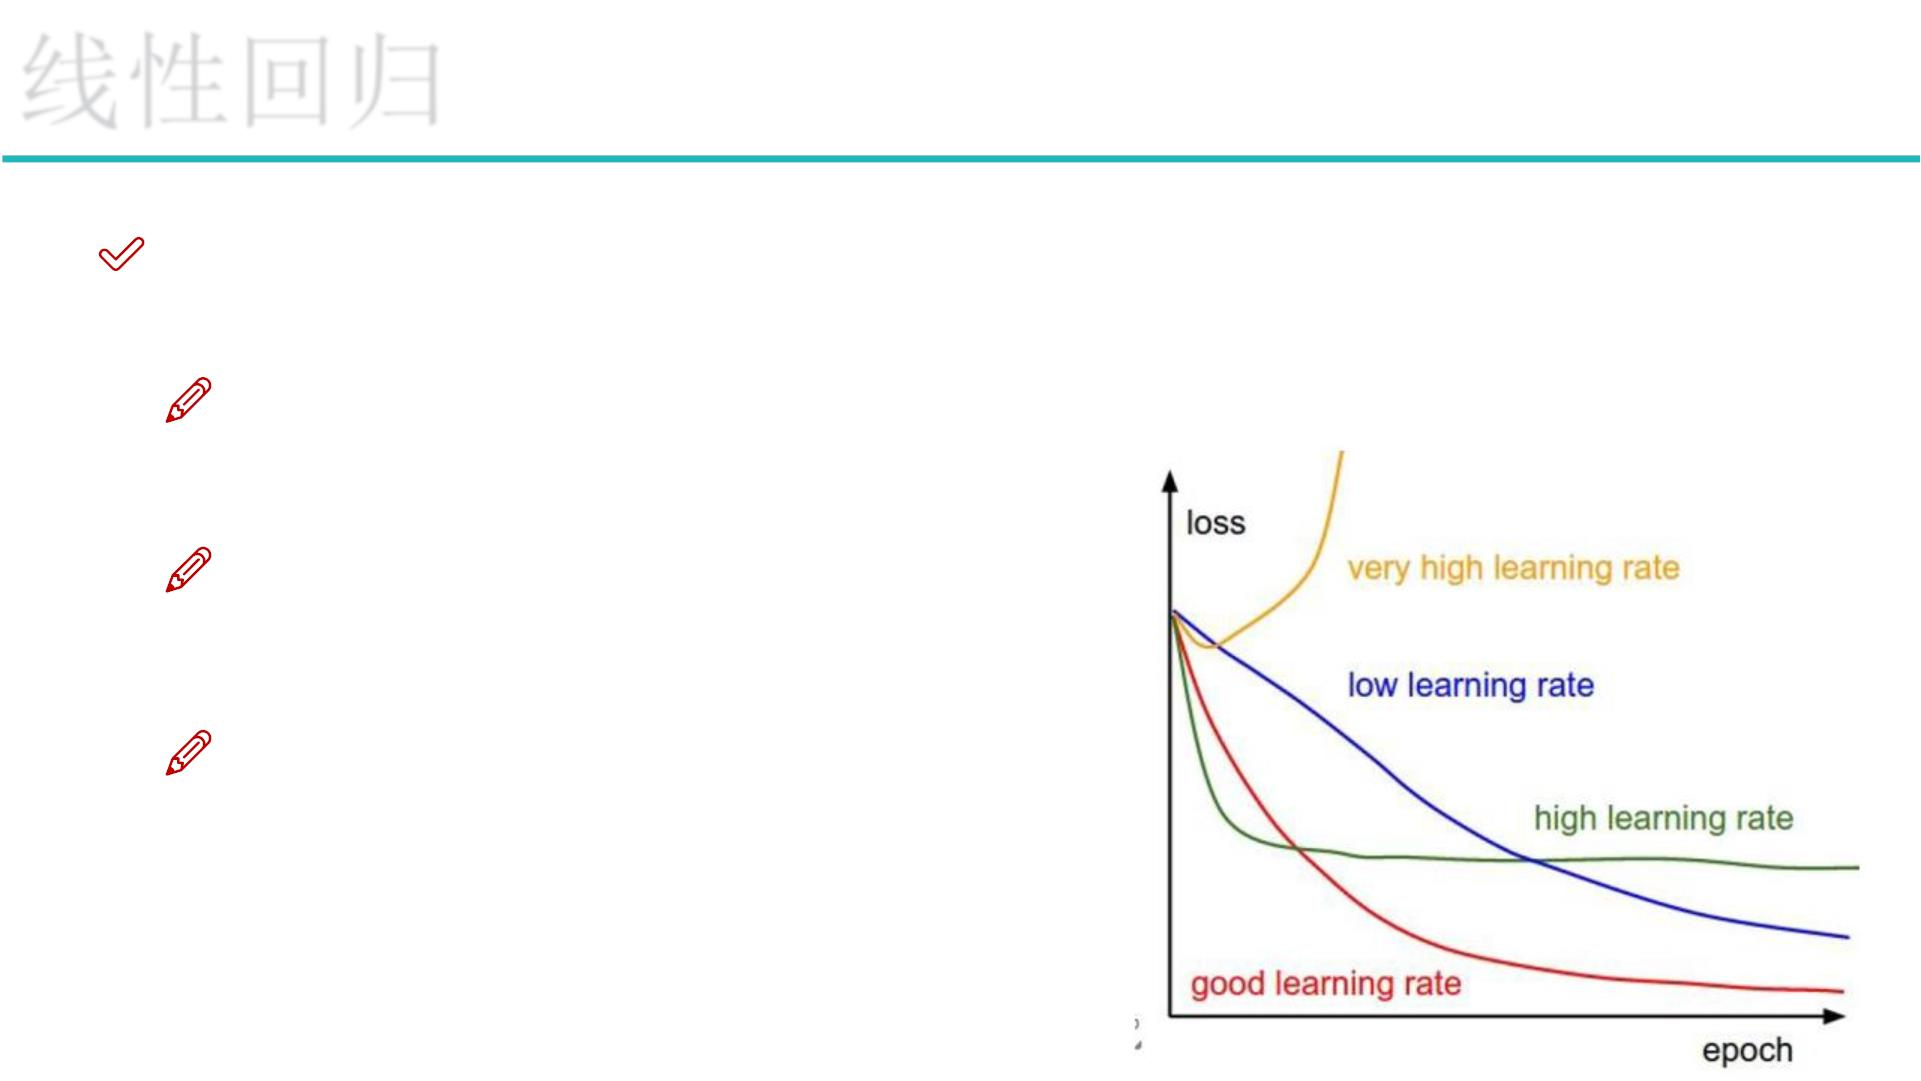 线性回归
loss
very high learning rate
low learning rate
high learning rate
good learning rate
epoch